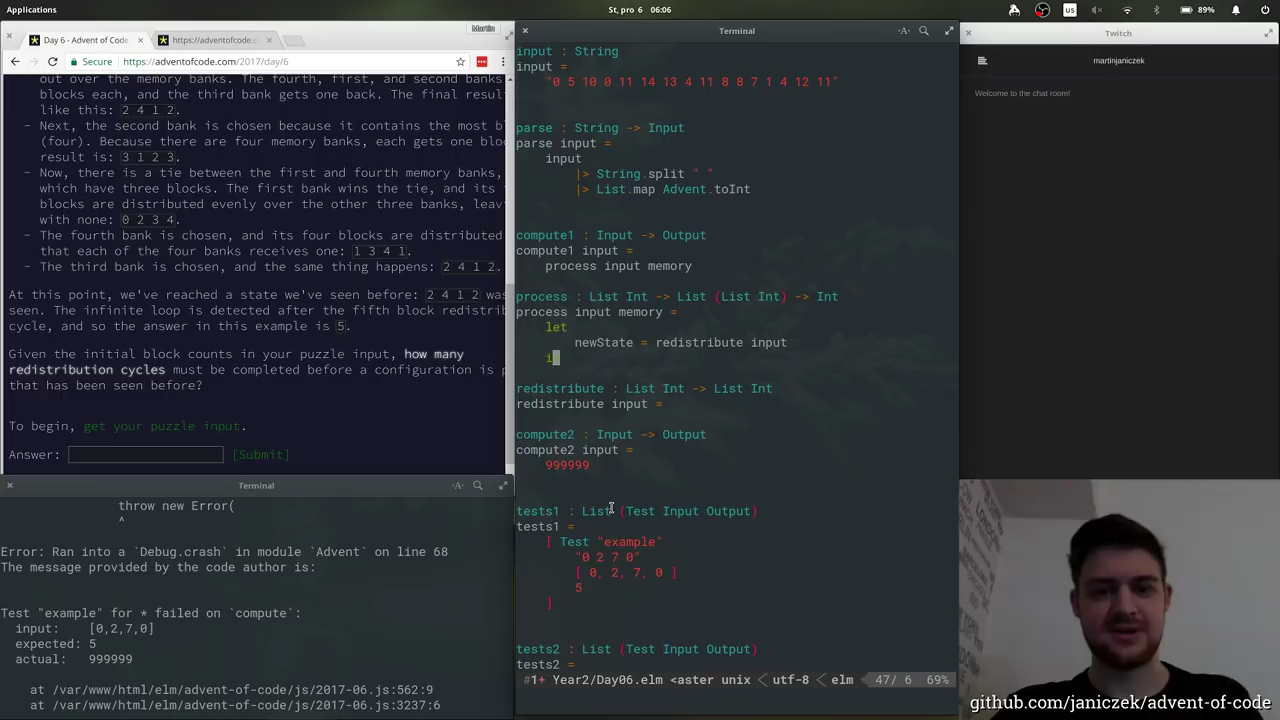 Applications
St, pro 6 06:06
us
89%
Martin
Day 6 - Advent of Code
https://adventofcode.c
Secure
https://adventofcode.com/2017/day/6
out over the memory banks. The fourth, first, and second banks
blocks each, and the third bank gets one back. The final resul
like this: 2 4 1 2.
- Next, the second bank is chosen because it contains the most bl
(four). Because there are four memory banks, each gets one blo
result is: 3 1 2 3.
- Now, there is a tie between the first and fourth memory banks,
which have three blocks. The first bank wins the tie, and its
blocks are distributed evenly over the other three banks, leav
with none: 0 2 3 4.
- The fourth bank is chosen, and its four blocks are distributed
that each of the four banks receives one: 1 3 4 1.
- The third bank is chosen, and the same thing happens: 2 4 1 2.
At this point, we've reached a state we've seen before: 2 4 1 2 was
seen. The infinite loop is detected after the fifth block redistrib
cycle, and so the answer in this example is 5.
Given the initial block counts in your puzzle input, how many
redistribution cycles must be completed before a configuration is p
that has been seen before?
To begin, get your puzzle input.
Answer:
[Submit]
Terminal
throw new Error(
^
Error: Ran into a `Debug.crash` in module `Advent` on line 68
The message provided by the code author is:
Test "example" for * failed on `compute`:
input: [0,2,7,0]
expected: 5
actual: 999999
at /var/www/html/elm/advent-of-code/js/2017-06.js:562:9
at /var/www/html/elm/advent-of-code/js/2017-06.js:3237:6
Terminal
input : String
input =
"0 5 10 0 11 14 13 4 11 8 8 7 1 4 12 11"
parse : String -> Input
parse input =
input
|> String.split " "
|> List.map Advent.toInt
compute1 : Input -> Output
compute1 input =
process input memory
process : List Int -> List (List Int) -> Int
process input memory =
let
newState = redistribute input
i
redistribute : List Int -> List Int
redistribute input =
compute2 : Input -> Output
compute2 input =
999999
tests1 : List (Test Input Output)
tests1 =
[ Test "example"
"0 2 7 0"
[ 0, 2, 7, 0 ]
5
]
tests2 : List (Test Input Output)
tests2 =
#1+ Year2/Day06.elm <aster unix < utf-8 < elm 47/ 6 69%
Twitch
martinjaniczek
Welcome to the chat room!
github.com/janiczek/advent-of-code